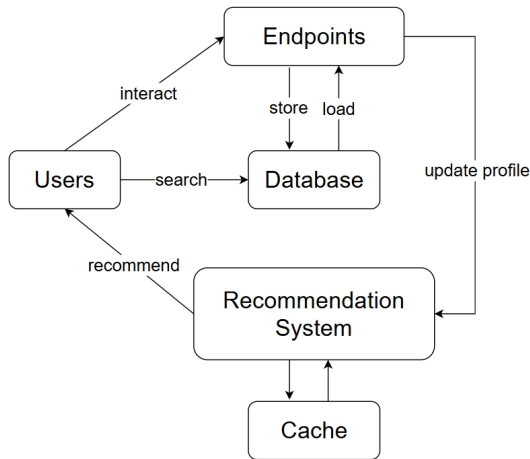 Endpoints
interact
store
load
Users
search
Database
update profile
recommend
Recommendation
System
Cache